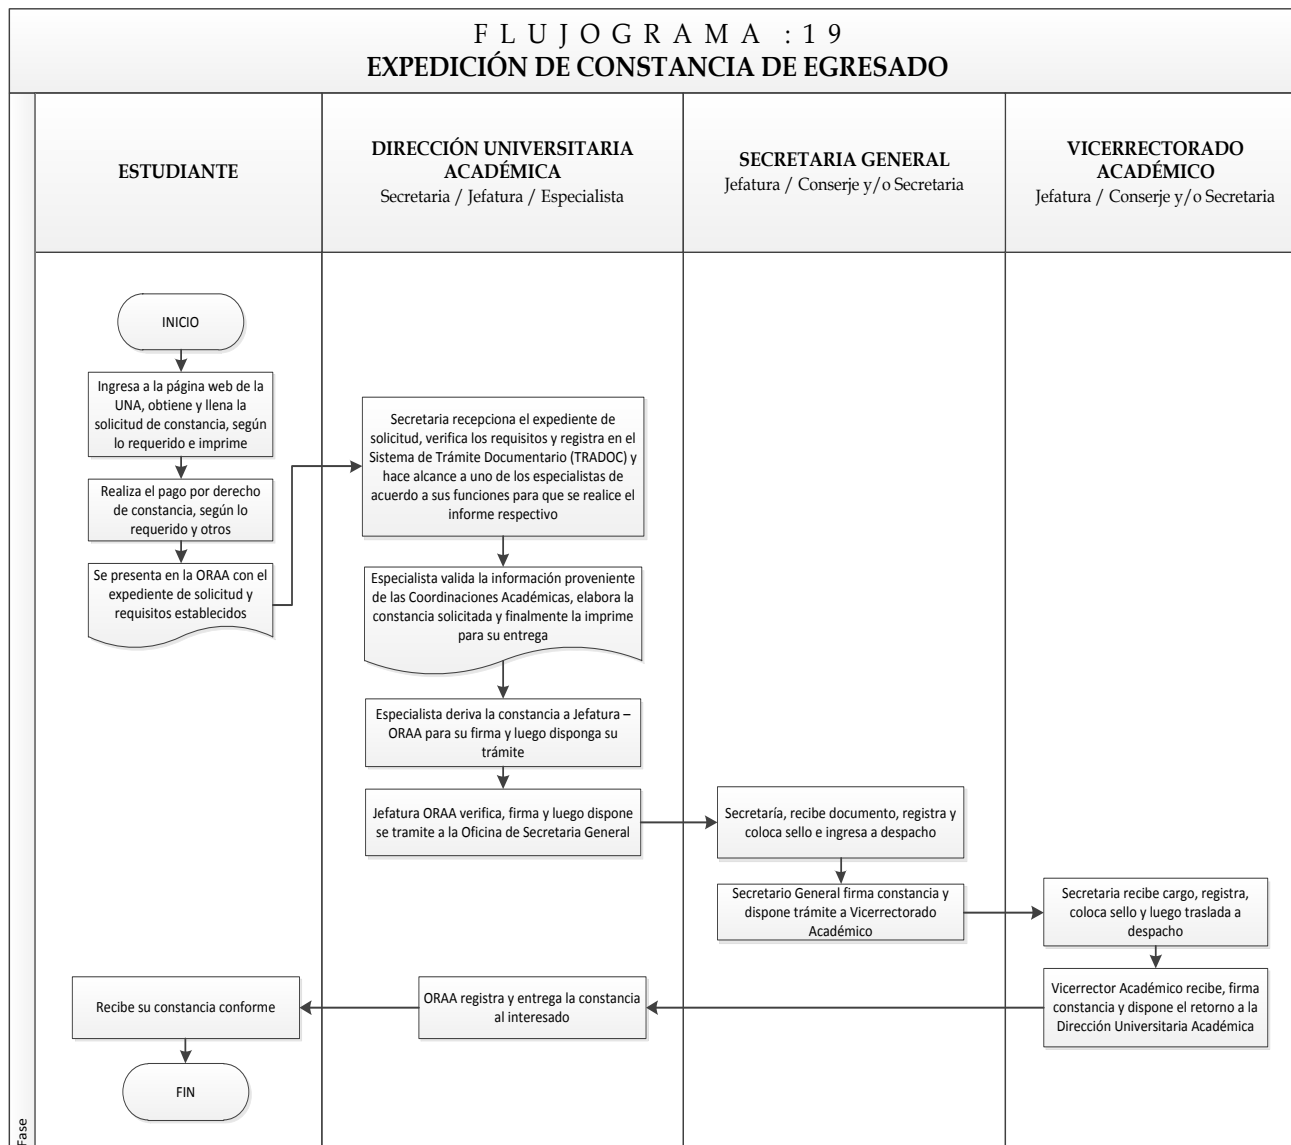 FLUJOGRAMA :19
EXPEDICIÓN DE CONSTANCIA DE EGRESADO
ESTUDIANTE
DIRECCIÓN UNIVERSITARIA
ACADÉMICA
Secretaria / Jefatura / Especialista
SECRETARIA GENERAL
Jefatura / Conserje y/o Secretaria
VICERRECTORADO
ACADÉMICO
Jefatura / Conserje y/o Secretaria
INICIO
Ingresa a la página web de la
UNA, obtiene y llena la
solicitud de constancia, según
lo requerido e imprime
Realiza el pago por derecho
de constancia, según lo
requerido y otros
Se presenta en la ORAA con el
expediente de solicitud y
requisitos establecidos
Secretaria recepciona el expediente de
solicitud, verifica los requisitos y registra en el
Sistema de Trámite Documentario (TRADOC) y
hace alcance a uno de los especialistas de
acuerdo a sus funciones para que se realice el
informe respectivo
Especialista valida la información proveniente
de las Coordinaciones Académicas, elabora la
constancia solicitada y finalmente la imprime
para su entrega
Especialista deriva la constancia a Jefatura –
ORAA para su firma y luego disponga su
trámite
Jefatura ORAA verifica, firma y luego dispone
se tramite a la Oficina de Secretaria General
Secretaría, recibe documento, registra y
coloca sello e ingresa a despacho
Secretario General firma constancia y
dispone trámite a Vicerrectorado
Académico
Secretaria recibe cargo, registra,
coloca sello y luego traslada a
despacho
Vicerrector Académico recibe, firma
constancia y dispone el retorno a la
Dirección Universitaria Académica
ORAA registra y entrega la constancia
al interesado
Recibe su constancia conforme
FIN
Fase